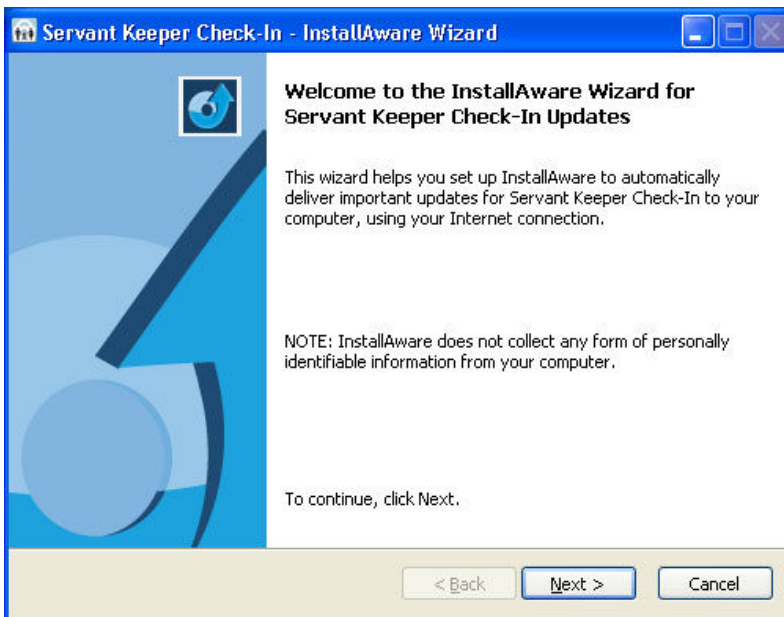 Servant Keeper Check-In - InstallAware Wizard
Welcome to the InstallAware Wizard for
Servant Keeper Check-In Updates
This wizard helps you set up InstallAware to automatically
deliver important updates for Servant Keeper Check-In to your
computer, using your Internet connection.
NOTE: InstallAware does not collect any form of personally
identifiable information from your computer.
To continue, click Next.
< Back
Next >
Cancel